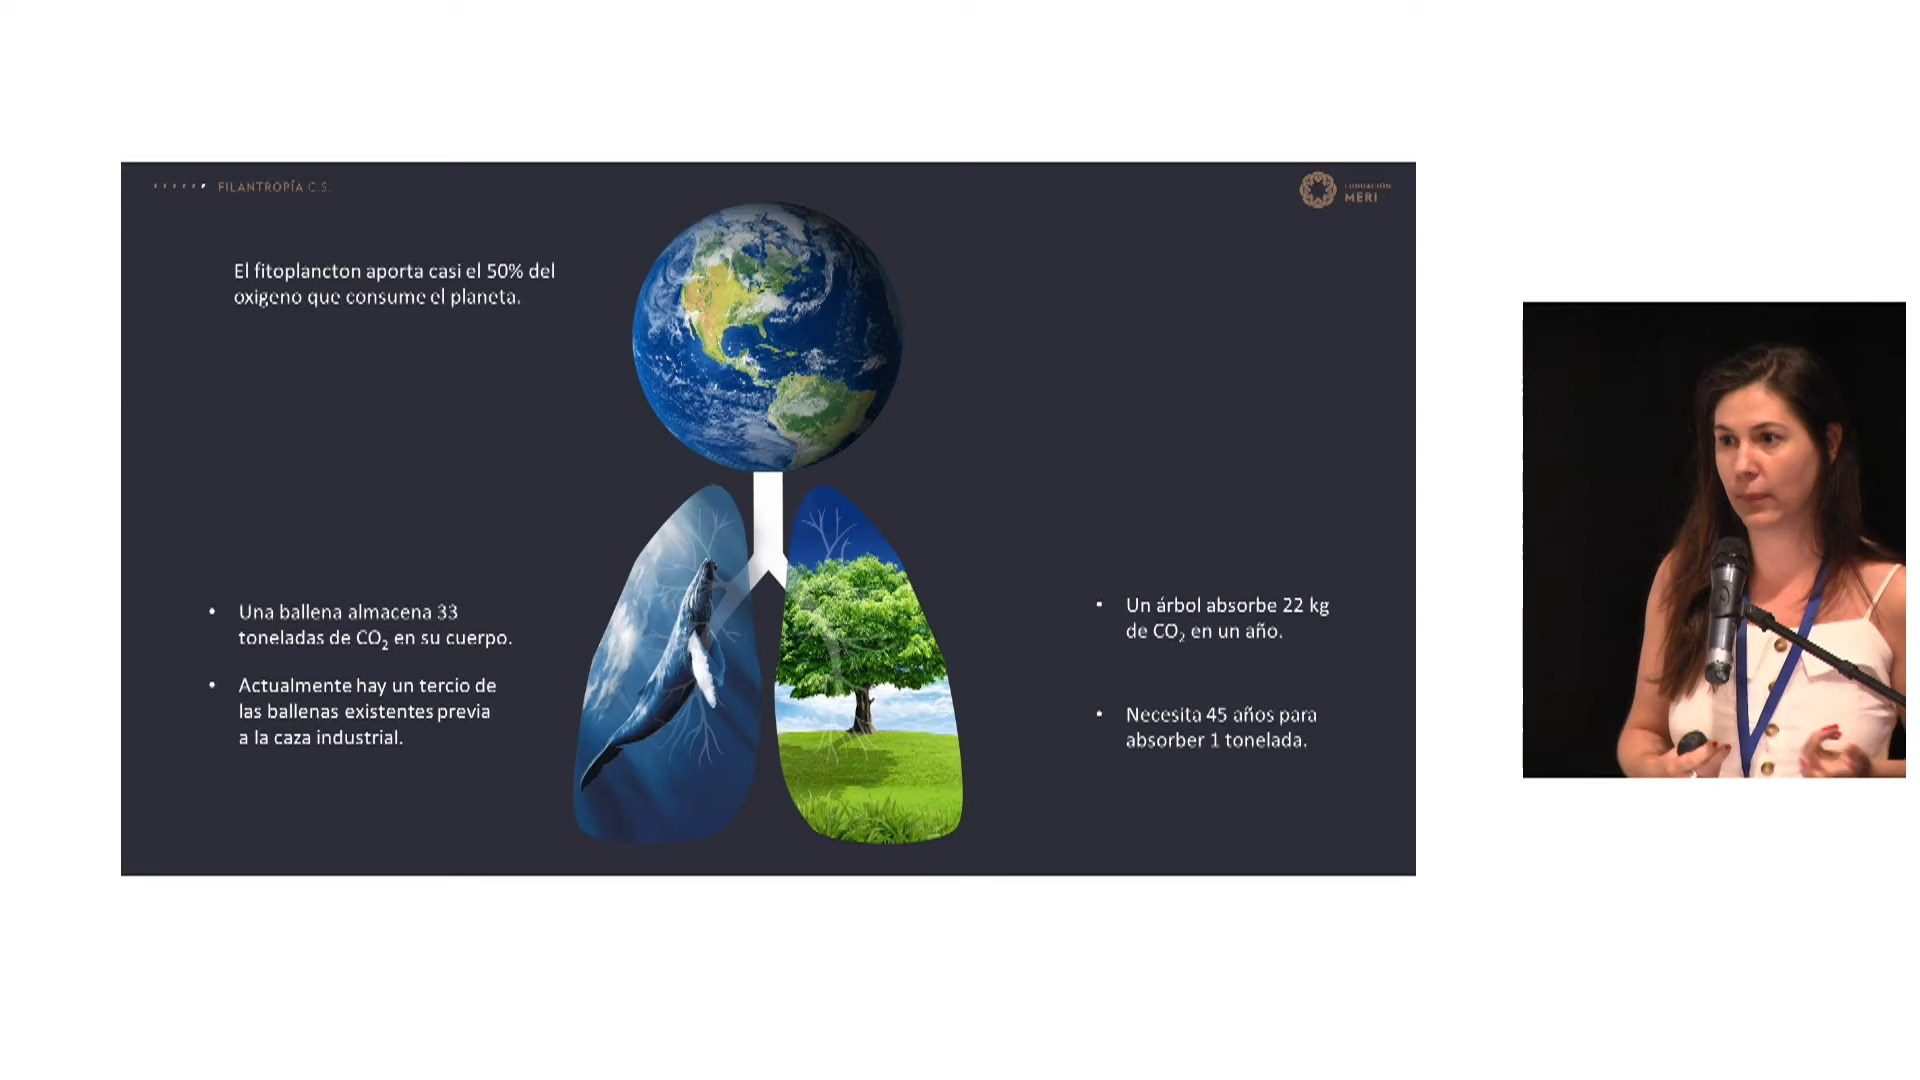 FILANTROPÍA C.S.
FUNDACIÓN
MERI
El fitoplancton aporta casi el 50% del
oxigeno que consume el planeta.
• Una ballena almacena 33
toneladas de CO₂ en su cuerpo.
• Actualmente hay un tercio de
las ballenas existentes previa
a la caza industrial.
• Un árbol absorbe 22 kg
de CO₂ en un año.
• Necesita 45 años para
absorber 1 tonelada.